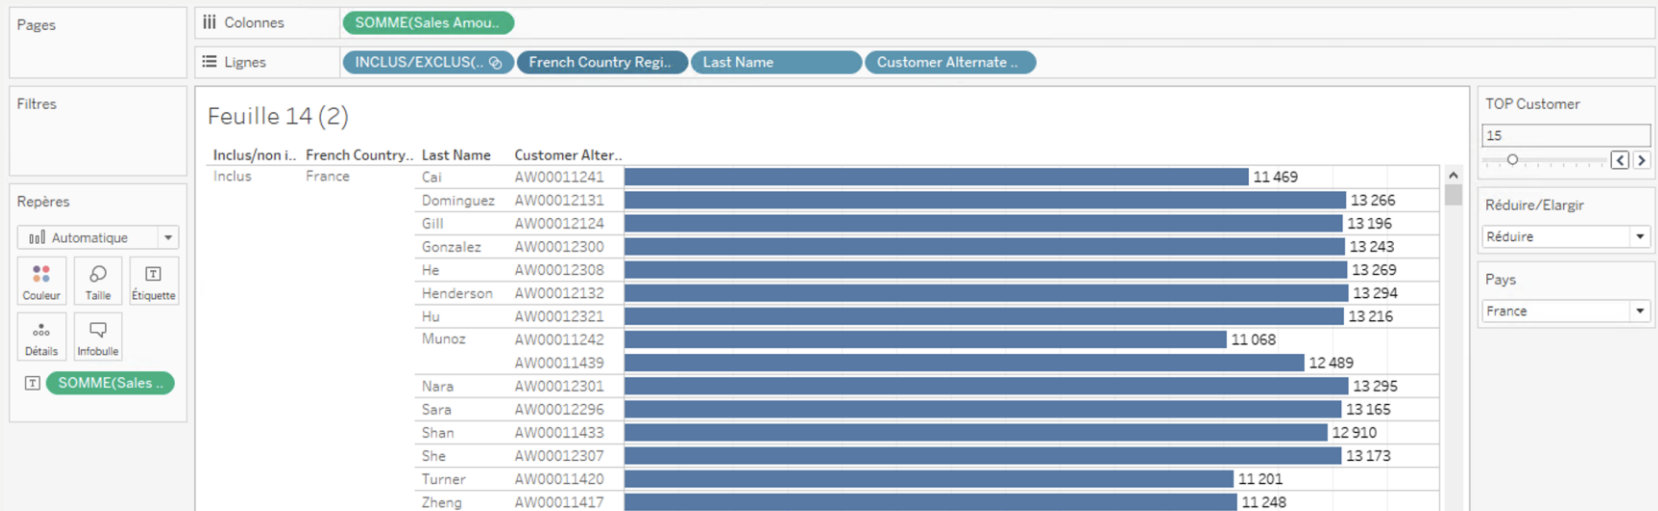 Pages
Colonnes
SOMME(Sales Amou..
Lignes
INCLUS/EXCLUS(.. French Country Regi.. Last Name Customer Alternate ..
Filtres
Repères
Automatique
Couleur Taille Étiquette
Détails Infobulle
SOMME(Sales ..
Feuille 14 (2)
Inclus/non i.. French Country.. Last Name Customer Alter..
Inclus France Cai AW00011241 11 469
Dominguez AW00012131 13 266
Gill AW00012124 13 196
Gonzalez AW00012300 13 243
He AW00012308 13 269
Henderson AW00012132 13 294
Hu AW00012321 13 216
Munoz AW00011242 11 068
AW00011439 12 489
Nara AW00012301 13 295
Sara AW00012296 13 165
Shan AW00011433 12 910
She AW00012307 13 173
Turner AW00011420 11 201
Zheng AW00011417 11 248
TOP Customer
15
Réduire/Elargir
Réduire
Pays
France